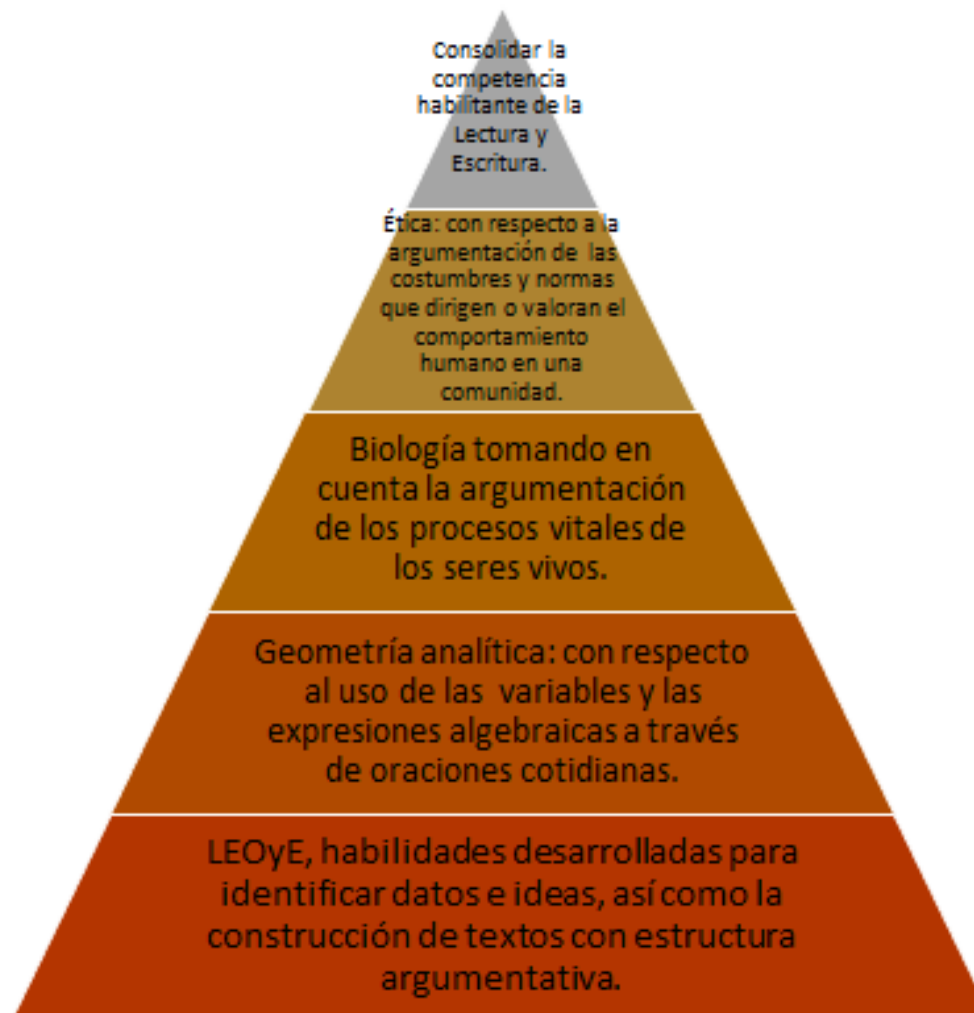 Consolidar la
competencia
habilitante de la
Lectura y
Escritura.
Ética: con respecto a la
argumentación de las
costumbres y normas
que dirigen o valoran el
comportamiento
humano en una
comunidad.
Biología tomando en
cuenta la argumentación
de los procesos vitales de
los seres vivos.
Geometría analítica: con respecto
al uso de las variables y las
expresiones algebraicas a través
de oraciones cotidianas.
LEOyE, habilidades desarrolladas para
identificar datos e ideas, así como la
construcción de textos con estructura
argumentativa.